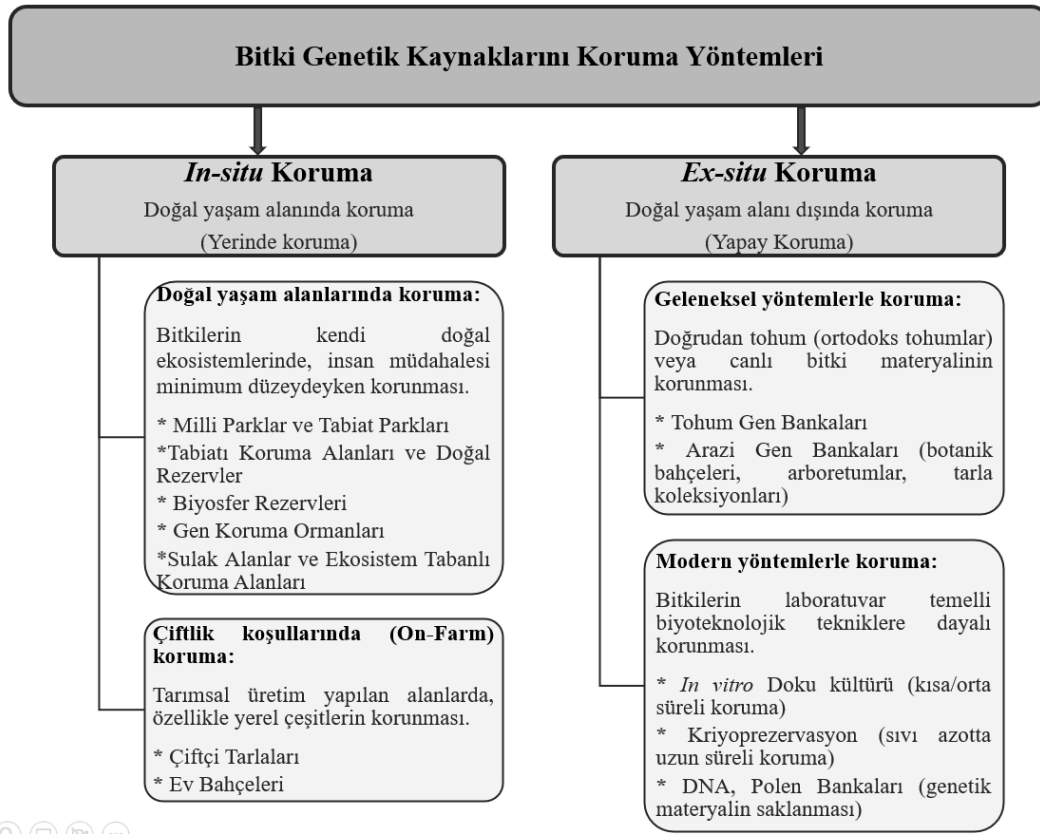 Bitki Genetik Kaynaklarını Koruma Yöntemleri
In-situ Koruma
Doğal yaşam alanında koruma
(Yerinde koruma)
Doğal yaşam alanlarında koruma:
Bitkilerin kendi doğal
ekosistemlerinde, insan müdahalesi
minimum düzeydeyken korunması.
* Milli Parklar ve Tabiat Parkları
*Tabiatı Koruma Alanları ve Doğal
Rezervler
* Biyosfer Rezervleri
* Gen Koruma Ormanları
*Sulak Alanlar ve Ekosistem Tabanlı
Koruma Alanları
Çiftlik koşullarında (On-Farm)
koruma:
Tarımsal üretim yapılan alanlarda,
özellikle yerel çeşitlerin korunması.
* Çiftçi Tarlaları
* Ev Bahçeleri
Ex-situ Koruma
Doğal yaşam alanı dışında koruma
(Yapay Koruma)
Geleneksel yöntemlerle koruma:
Doğrudan tohum (ortodoks tohumlar)
veya canlı bitki materyalinin
korunması.
* Tohum Gen Bankaları
* Arazi Gen Bankaları (botanik
bahçeleri, arboretumlar, tarla
koleksiyonları)
Modern yöntemlerle koruma:
Bitkilerin laboratuvar temelli
biyoteknolojik tekniklere dayalı
korunması.
* In vitro Doku kültürü (kısa/orta
süreli koruma)
* Kriyoprezervasyon (sıvı azotta
uzun süreli koruma)
* DNA, Polen Bankaları (genetik
materyalin saklanması)